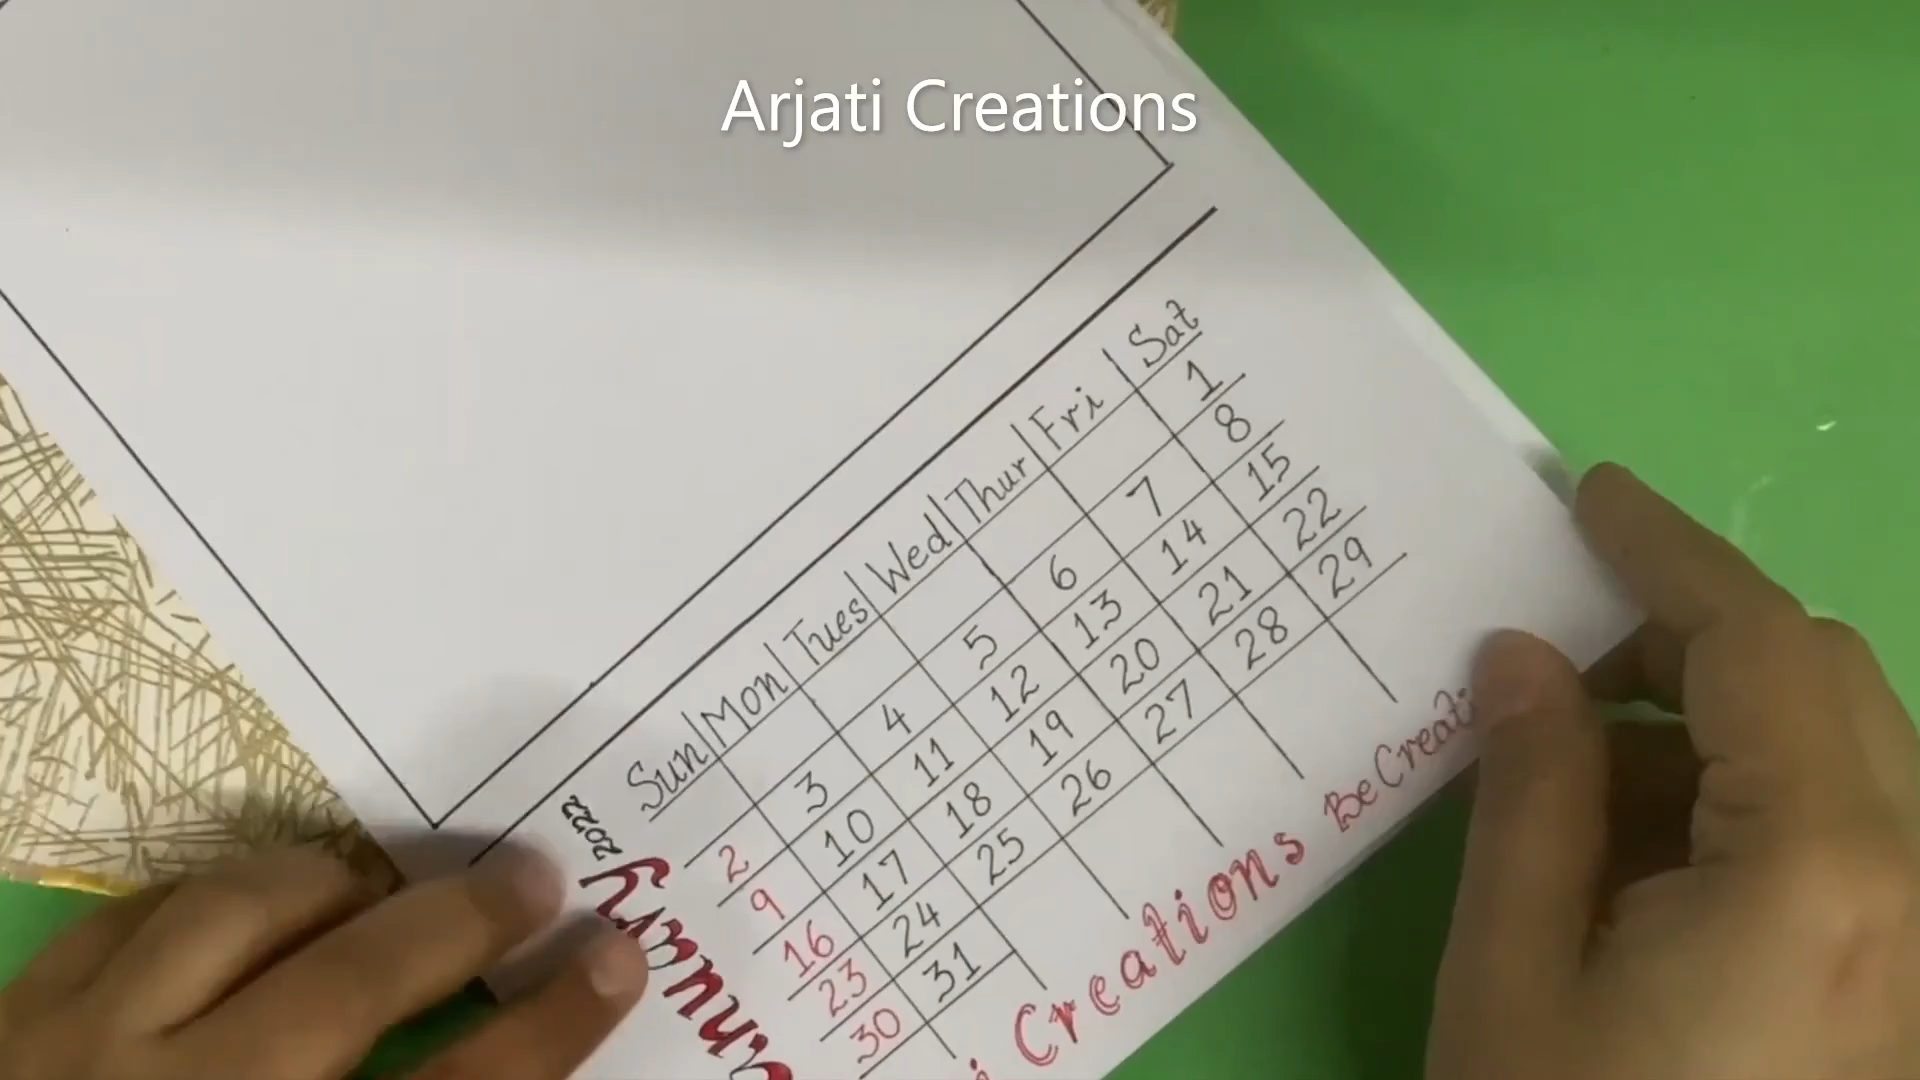 Arjati Creations
2022
Sun Mon Tues Wed Thur Fri Sat
1
2 3 4 5 6 7 8
9 10 11 12 13 14 15
16 17 18 19 20 21 22
23 24 25 26 27 28 29
30 31
Creations